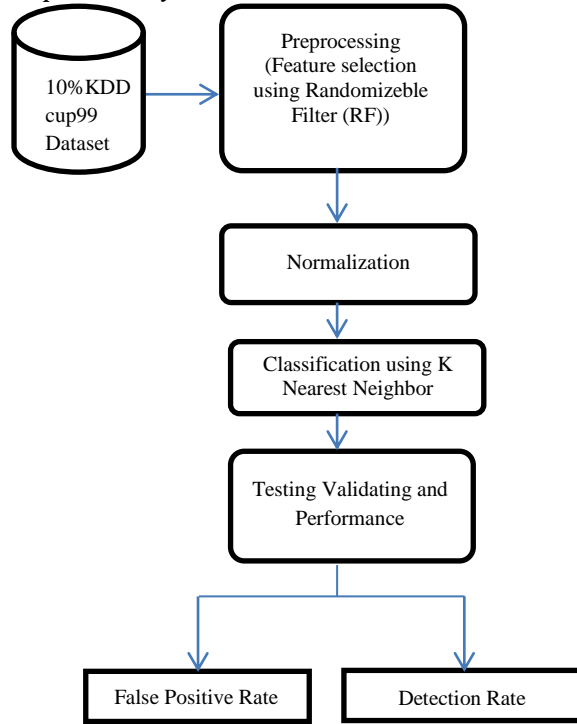 10%KDD
cup99
Dataset
Preprocessing
(Feature selection
using Randomizeble
Filter (RF))
Normalization
Classification using K
Nearest Neighbor
Testing Validating and
Performance
False Positive Rate
Detection Rate